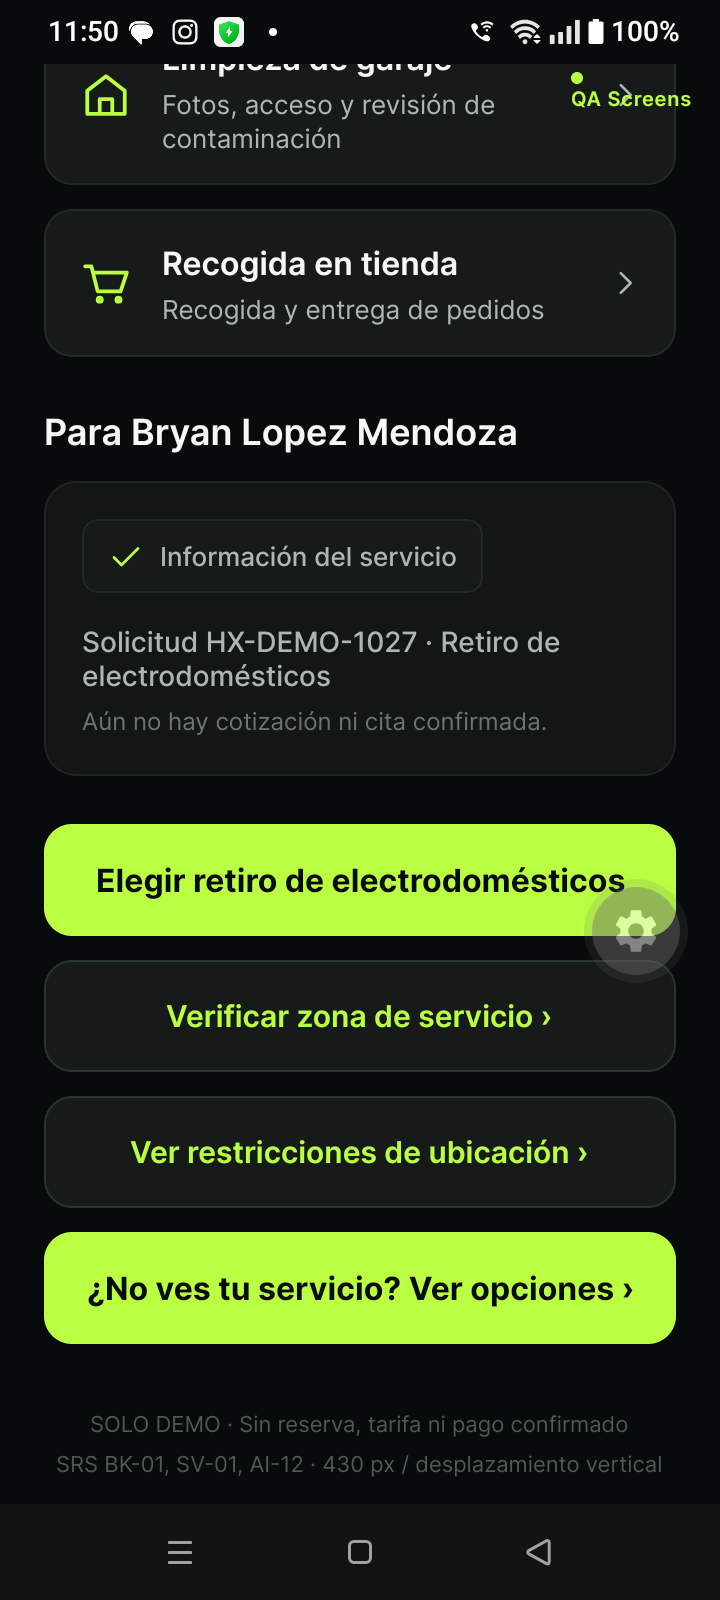 11:50
100%
Limpieza de garaje
QA Screens
Fotos, acceso y revisión de
contaminación
Recogida en tienda
Recogida y entrega de pedidos
Para Bryan Lopez Mendoza
Información del servicio
Solicitud HX-DEMO-1027 · Retiro de
electrodomésticos
Aún no hay cotización ni cita confirmada.
Elegir retiro de electrodomésticos
Verificar zona de servicio ›
Ver restricciones de ubicación ›
¿No ves tu servicio? Ver opciones ›
SOLO DEMO · Sin reserva, tarifa ni pago confirmado
SRS BK-01, SV-01, AI-12 · 430 px / desplazamiento vertical